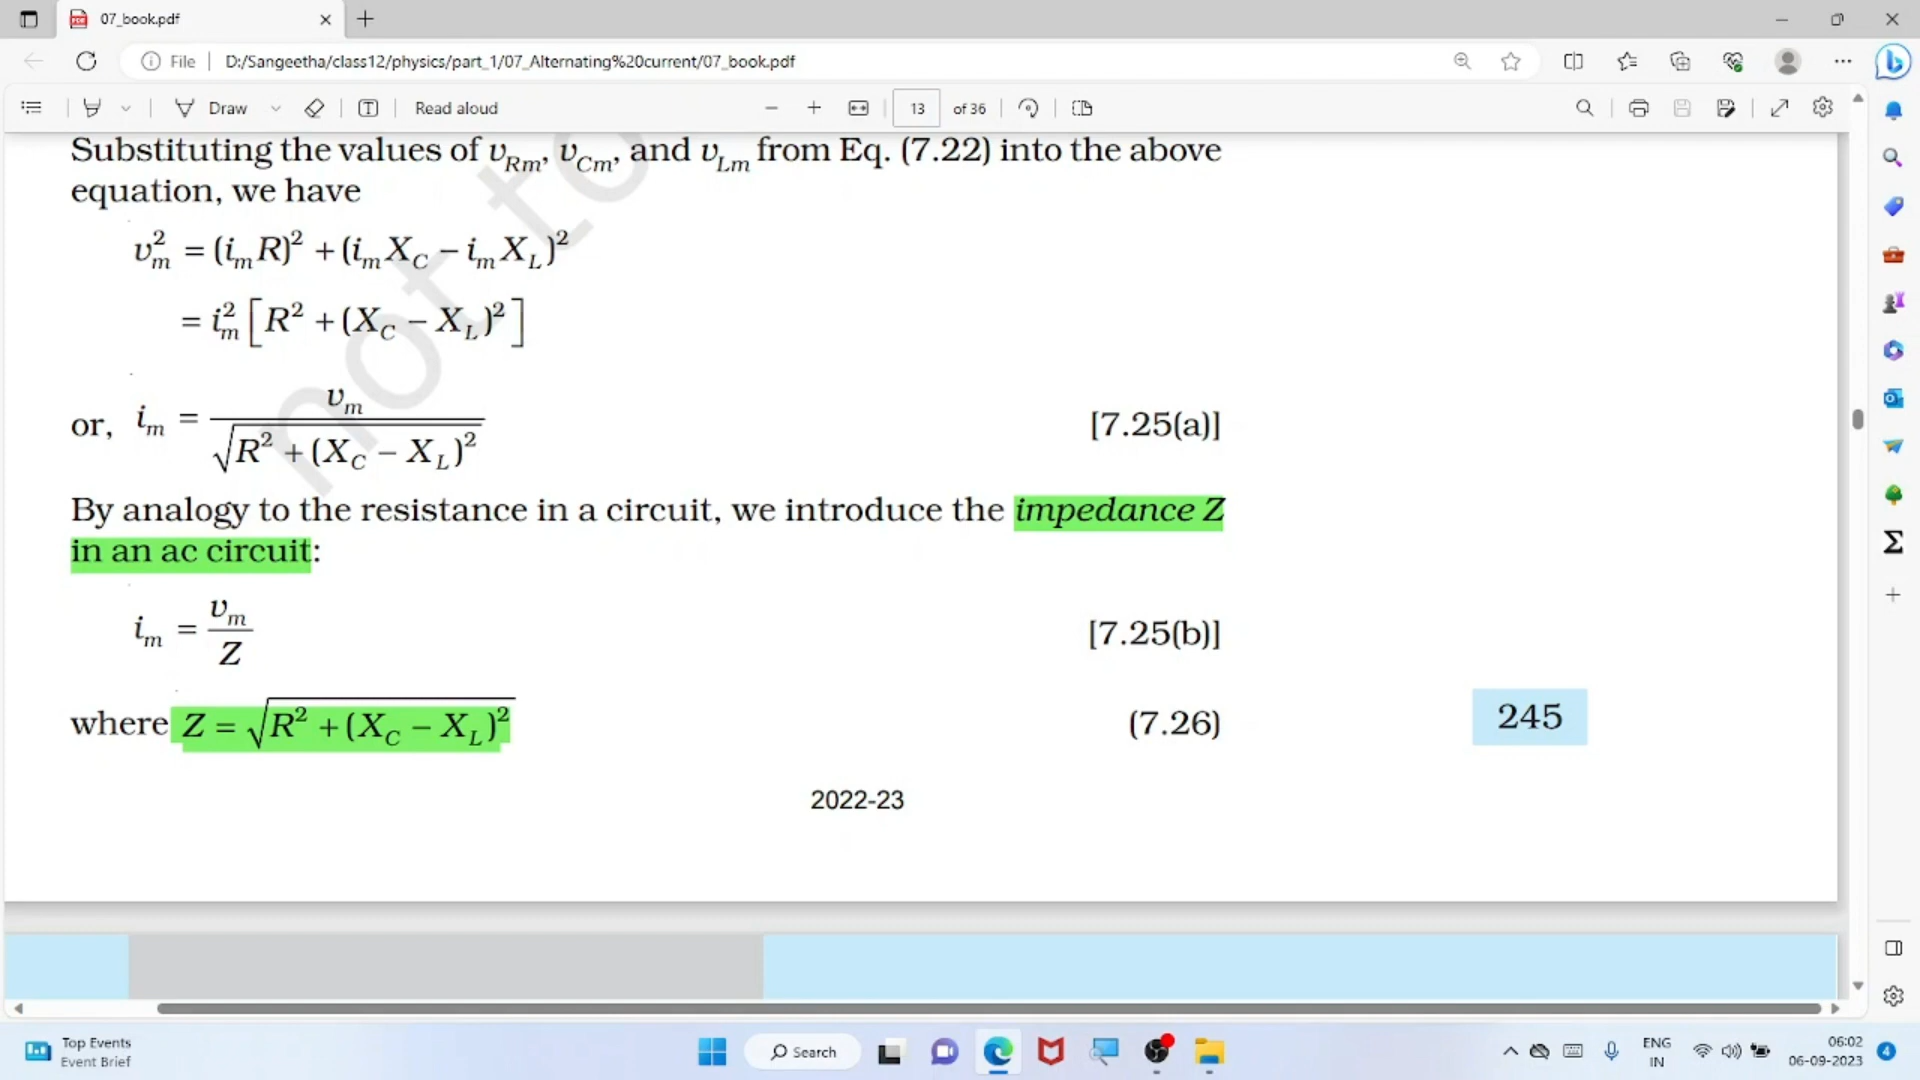 07_book.pdf
File D:/Sangeetha/class12/physics/part_1/07_Alternating%20current/07_book.pdf
Draw Read aloud 13 of 36
Substituting the values of v_Rm, v_Cm, and v_Lm from Eq. (7.22) into the above
equation, we have
v_m^2 = (i_m R)^2 + (i_m X_C − i_m X_L)^2
= i_m^2 [R^2 + (X_C − X_L)^2]
or, i_m = v_m / √(R^2 + (X_C − X_L)^2) [7.25(a)]
By analogy to the resistance in a circuit, we introduce the impedance Z
in an ac circuit:
i_m = v_m / Z [7.25(b)]
where Z = √(R^2 + (X_C − X_L)^2) (7.26)
245
2022-23
not to
Top Events
Event Brief
Search
ENG
IN
06:02
06-09-2023
4